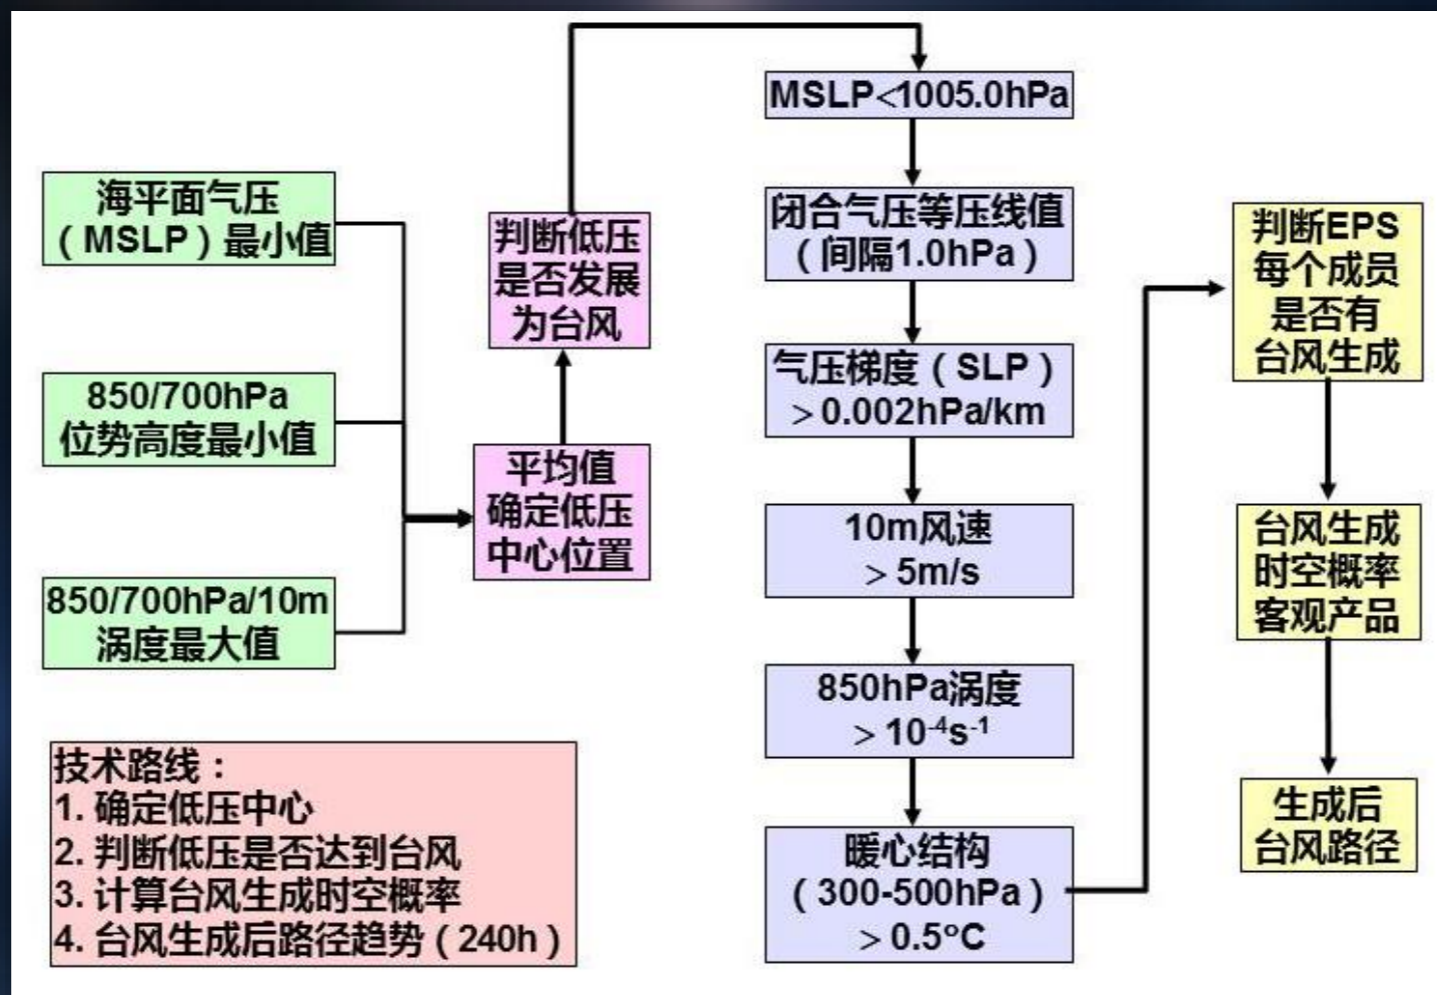 海平面气压
（MSLP）最小值
850/700hPa
位势高度最小值
850/700hPa/10m
涡度最大值
平均值
确定低压
中心位置
判断低压
是否发展
为台风
MSLP<1005.0hPa
闭合气压等压线值
（间隔1.0hPa）
气压梯度（SLP）
＞0.002hPa/km
10m风速
＞5m/s
850hPa涡度
＞10⁻⁴s⁻¹
暖心结构
（300-500hPa）
＞0.5°C
判断EPS
每个成员
是否有
台风生成
台风生成
时空概率
客观产品
生成后
台风路径
技术路线：
1. 确定低压中心
2. 判断低压是否达到台风
3. 计算台风生成时空概率
4. 台风生成后路径趋势（240h）